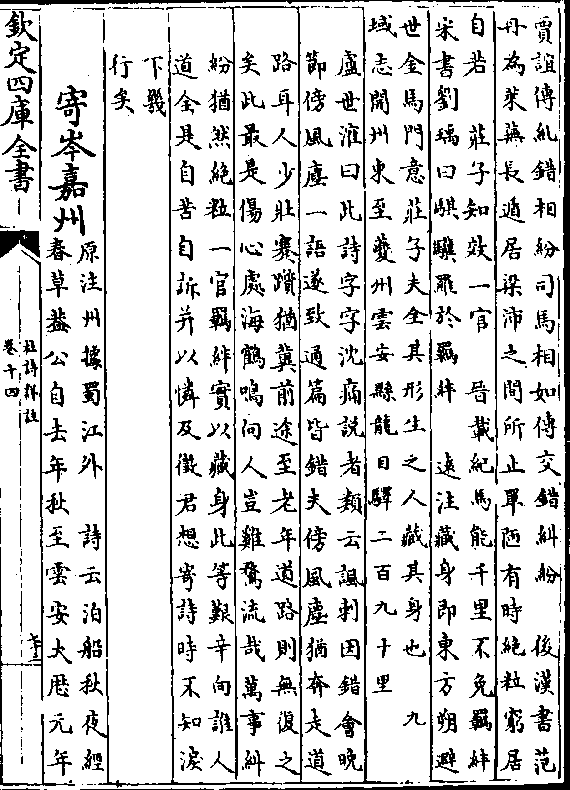 賈誼傳糺錯相紛司馬相如傳交錯糾紛　後漢書范
丹為萊蕪長遁居梁沛之間所止單陋有時絶粒窮居
自若　莊子知效一官　晉載紀馬能千里不免羈絆
宋書劉瑀曰騏驥羅於羈絆　遠注藏身即東方朔避
世金馬門意莊子夫全其形生之人藏其身也　九
域志開州東至夔州雲安縣龍日驛二百九十里
盧世㴶曰此詩字字沈痛説者類云諷刺因錯會晚
節傍風塵一語遂致通篇皆錯夫傍風塵猶奔走道
路耳人少壯蹇躓猶冀前途至老年道路則無復之
矣此最是傷心處海鶴鳴向人豈雞鶩流哉萬事糾
紛猶然絶粒一官羈絆實以藏身此等艱辛向誰人
道全是自苦自訴并以憐及徵君想寄詩時不知淚
下幾
行矣
寄岑嘉州
原注州據蜀江外　詩云泊船秋夜經
春草蓋公自去年秋至雲安大厯元年
欽定四庫全書
杜詩詳註
卷十四
七三